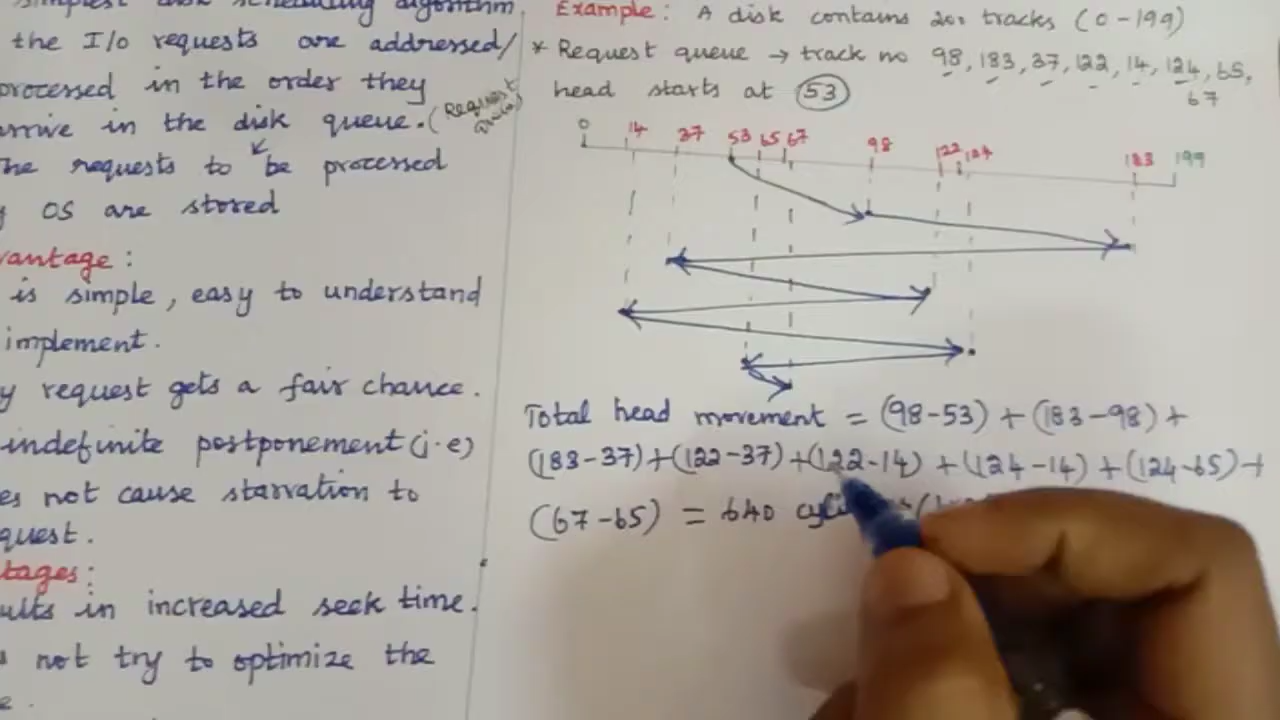 simplest disk scheduling algorithm
the I/o requests are addressed/
processed in the order they
arrive in the disk queue. (Request
the requests to be processed
OS are stored
vantage :
is simple, easy to understand
implement.
y request gets a fair chance.
indefinite postponement (i.e)
es not cause starvation to
quest.
tages:
ults in increased seek time.
not try to optimize the
Example : A disk contains 200 tracks (0-199)
* Request queue → track no 98, 183, 37, 122, 14, 124, 65,
67
head starts at 53
0 14 37 53 65 67 98 122 124 183 199
Total head movement = (98-53) + (183-98) +
(183-37) + (122-37) + (122-14) + (124-14) + (124-65) +
(67-65) = 640